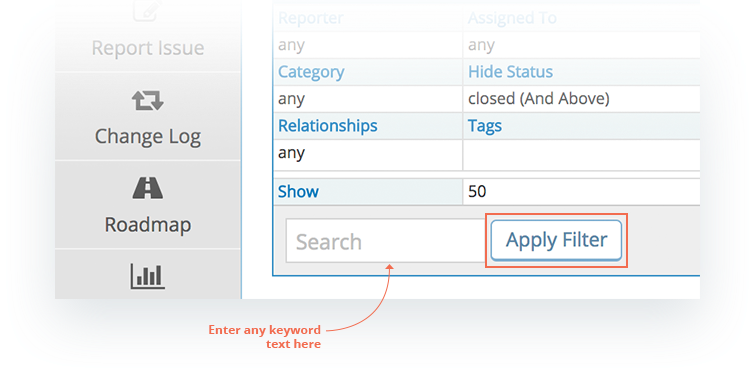 Reporter Assigned To
any any
Report Issue
Category Hide Status
any closed (And Above)
Change Log
Relationships Tags
any
Show 50
Roadmap
Search Apply Filter
Enter any keyword
text here